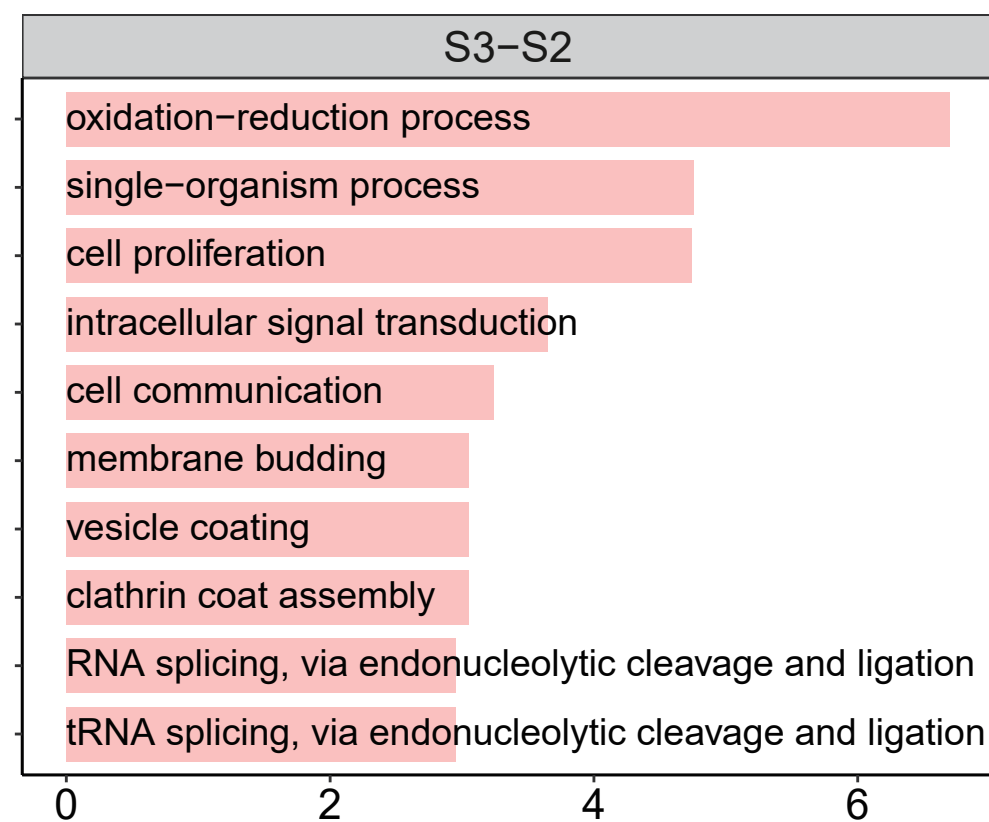 S3−S2
oxidation−reduction process
single−organism process
cell proliferation
intracellular signal transduction
cell communication
membrane budding
vesicle coating
clathrin coat assembly
RNA splicing, via endonucleolytic cleavage and ligation
tRNA splicing, via endonucleolytic cleavage and ligation
0 2 4 6